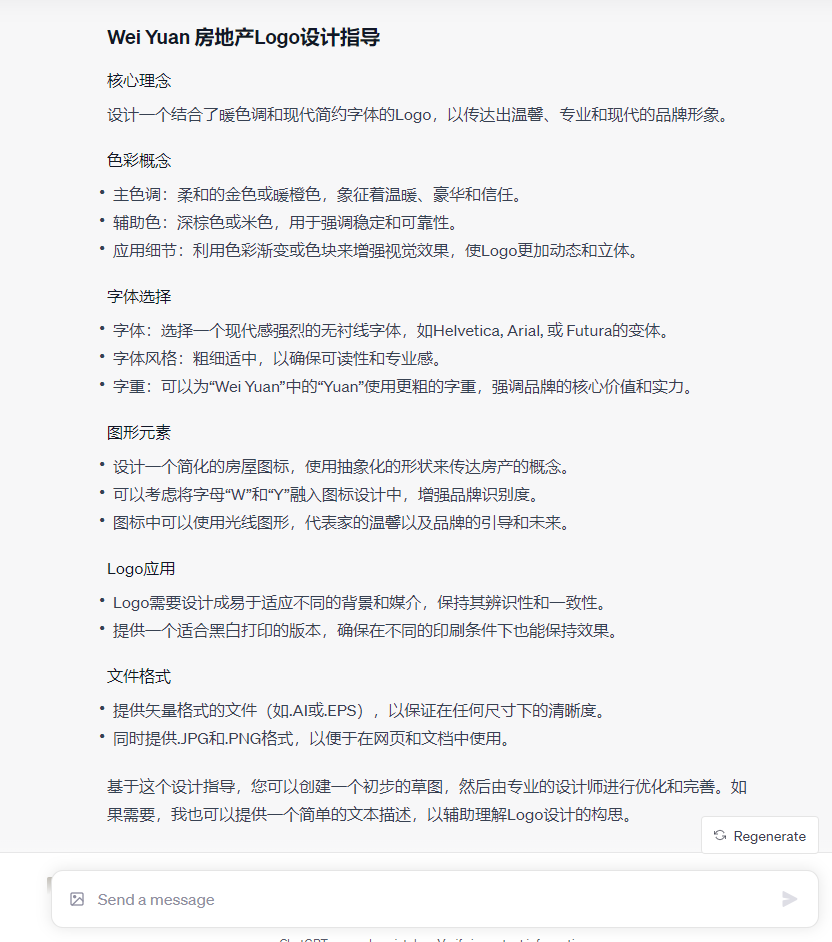 Wei Yuan 房地产Logo设计指导
核心理念
设计一个结合了暖色调和现代简约字体的Logo，以传达出温馨、专业和现代的品牌形象。
色彩概念
• 主色调：柔和的金色或暖橙色，象征着温暖、豪华和信任。
• 辅助色：深棕色或米色，用于强调稳定和可靠性。
• 应用细节：利用色彩渐变或色块来增强视觉效果，使Logo更加动态和立体。
字体选择
• 字体：选择一个现代感强烈的无衬线字体，如Helvetica, Arial, 或 Futura的变体。
• 字体风格：粗细适中，以确保可读性和专业感。
• 字重：可以为“Wei Yuan”中的“Yuan”使用更粗的字重，强调品牌的核心价值和实力。
图形元素
• 设计一个简化的房屋图标，使用抽象化的形状来传达房产的概念。
• 可以考虑将字母“W”和“Y”融入图标设计中，增强品牌识别度。
• 图标中可以使用光线图形，代表家的温馨以及品牌的引导和未来。
Logo应用
• Logo需要设计成易于适应不同的背景和媒介，保持其辨识性和一致性。
• 提供一个适合黑白打印的版本，确保在不同的印刷条件下也能保持效果。
文件格式
• 提供矢量格式的文件（如.AI或.EPS），以保证在任何尺寸下的清晰度。
• 同时提供.JPG和.PNG格式，以便于在网页和文档中使用。
基于这个设计指导，您可以创建一个初步的草图，然后由专业的设计师进行优化和完善。如
果需要，我也可以提供一个简单的文本描述，以辅助理解Logo设计的构思。
Regenerate
Send a message